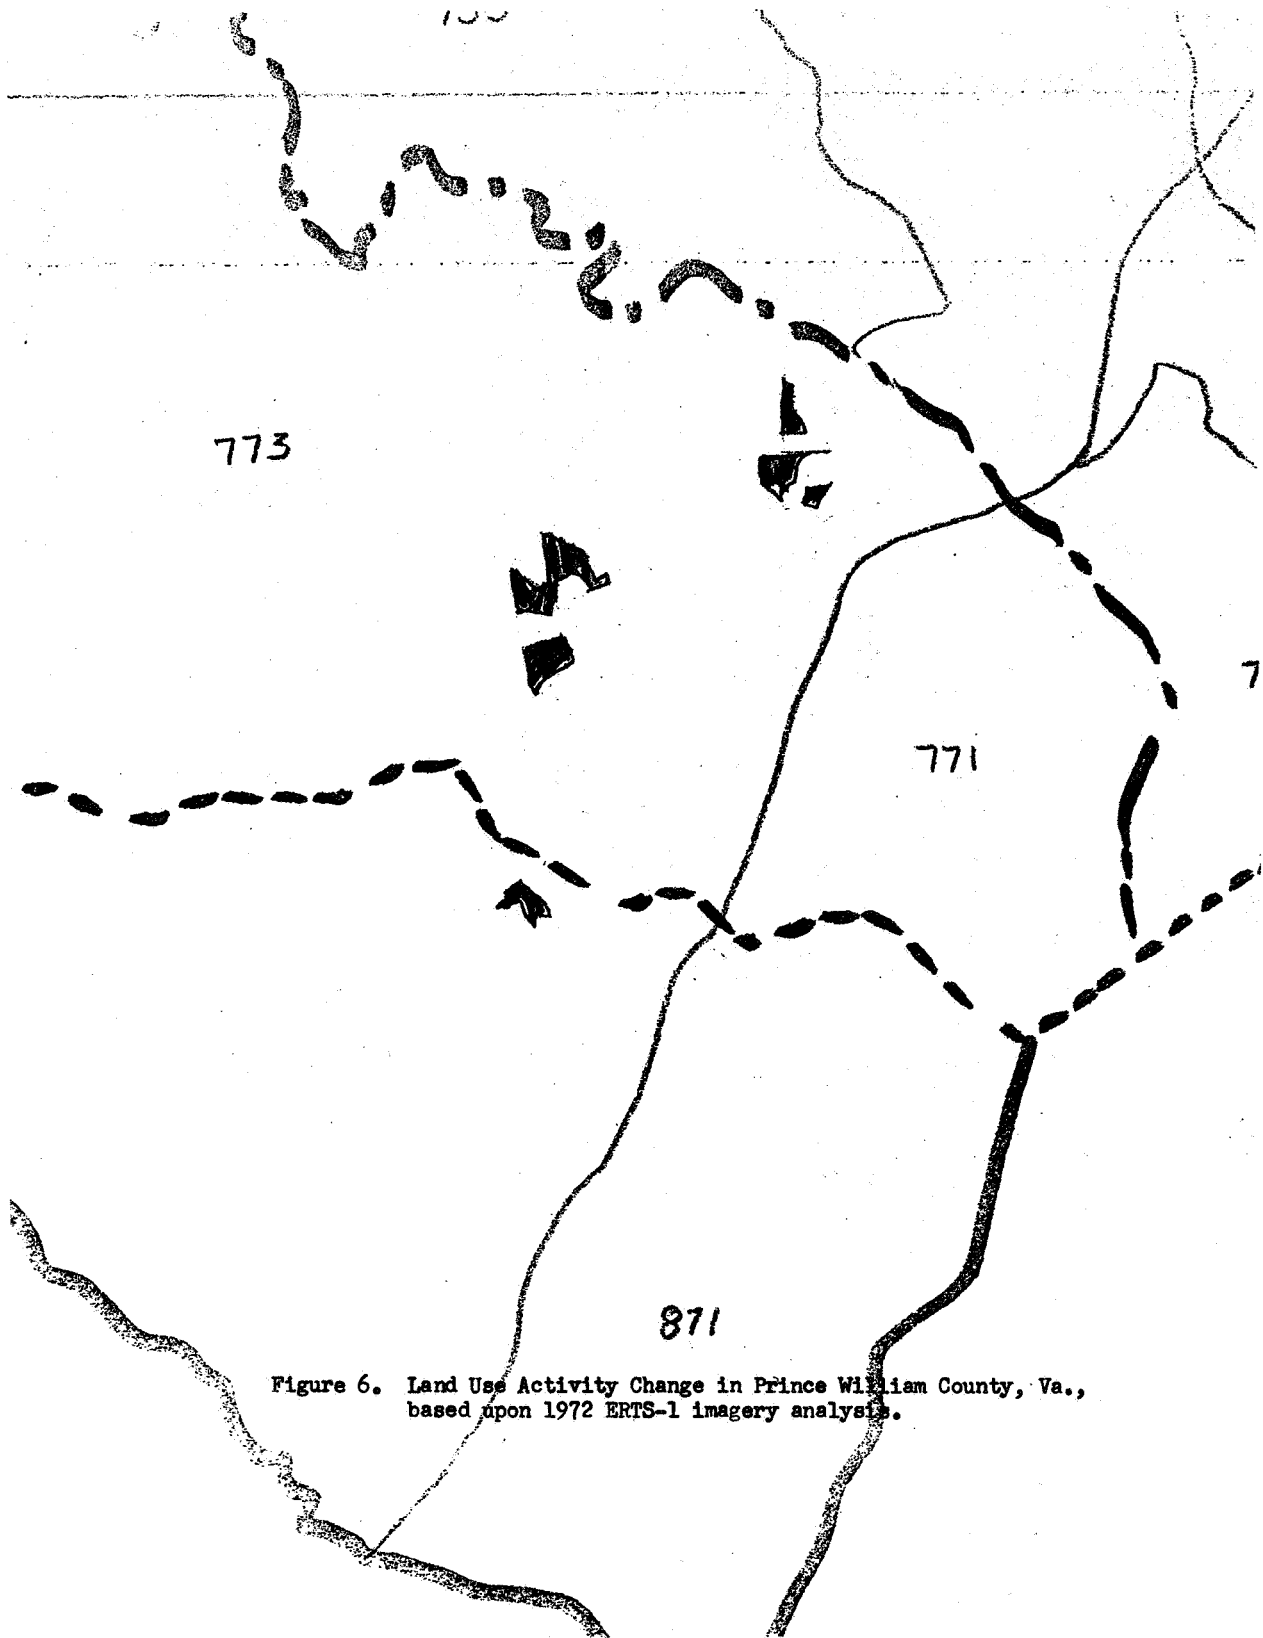 773
771
871
Figure 6. Land Use Activity Change in Prince William County, Va.,
based upon 1972 ERTS-1 imagery analysis.